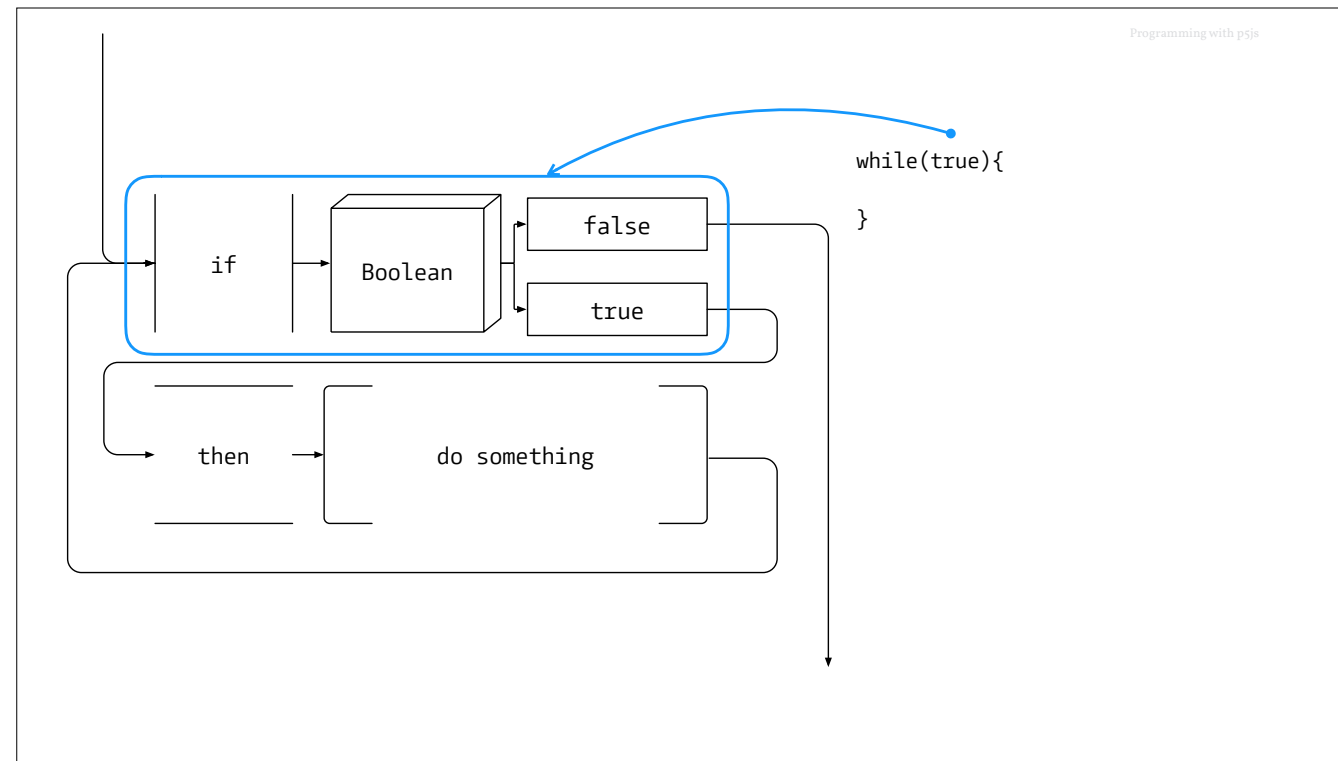 Programming with p5js
while(true){
}
false
if
Boolean
true
then
do something